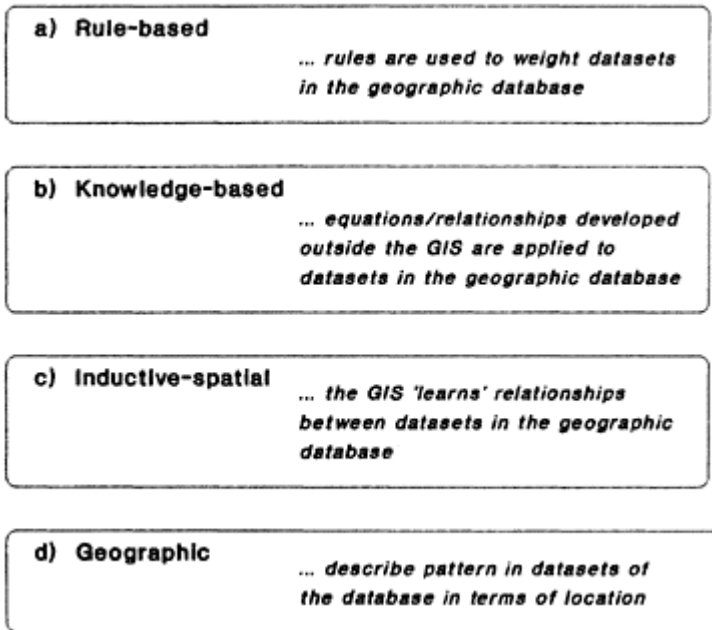 a) Rule-based
... rules are used to weight datasets
in the geographic database
b) Knowledge-based
... equations/relationships developed
outside the GIS are applied to
datasets in the geographic database
c) Inductive-spatial
... the GIS 'learns' relationships
between datasets in the geographic
database
d) Geographic
... describe pattern in datasets of
the database in terms of location